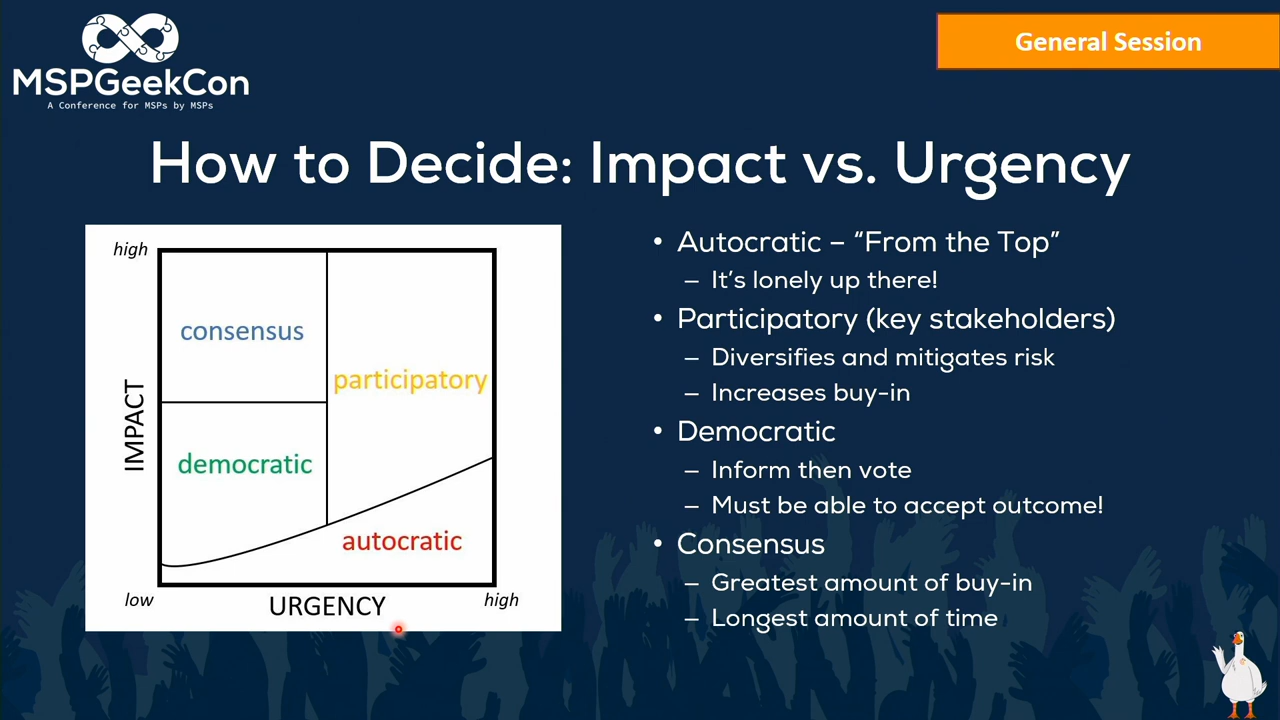 MSPGeekCon
A Conference for MSPs by MSPs
General Session
How to Decide: Impact vs. Urgency
high
consensus
participatory
IMPACT
democratic
autocratic
low
URGENCY
high
• Autocratic – “From the Top”
– It’s lonely up there!
• Participatory (key stakeholders)
– Diversifies and mitigates risk
– Increases buy-in
• Democratic
– Inform then vote
– Must be able to accept outcome!
• Consensus
– Greatest amount of buy-in
– Longest amount of time